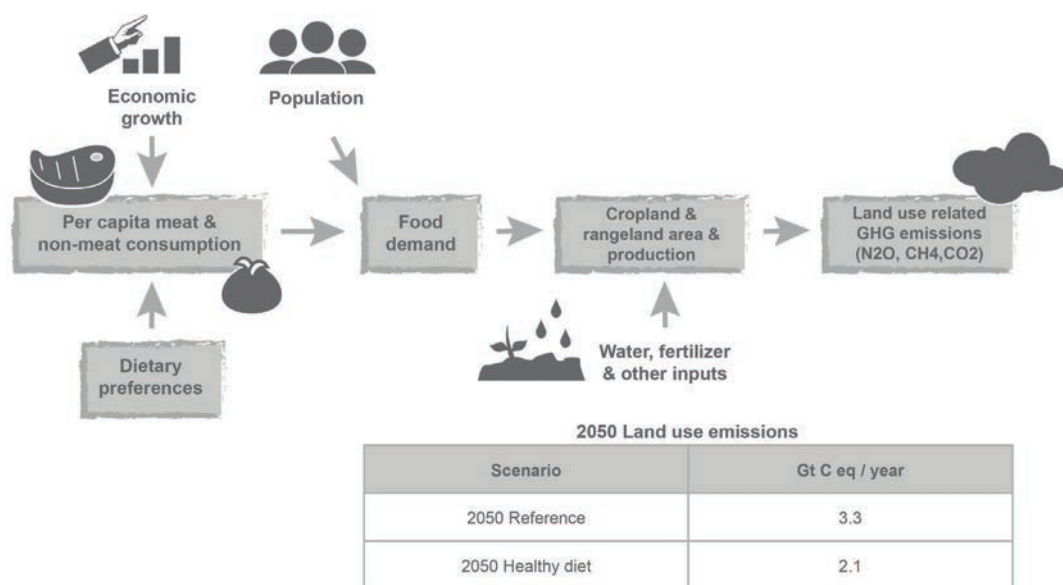 Economic
growth
Population
Per capita meat &
non-meat consumption
Food
demand
Cropland &
rangeland area &
production
Land use related
GHG emissions
(N2O, CH4,CO2)
Dietary
preferences
Water, fertilizer
& other inputs
2050 Land use emissions
Scenario
Gt C eq / year
2050 Reference
3.3
2050 Healthy diet
2.1